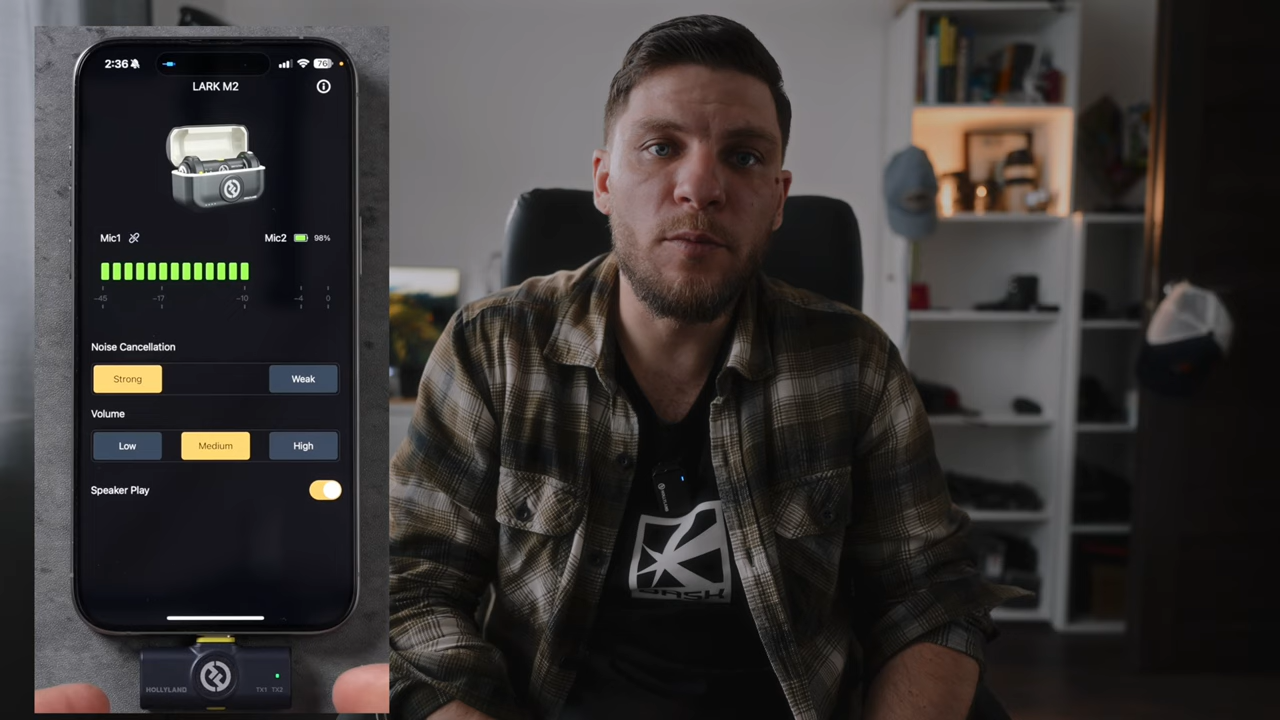 2:36
76
LARK M2
Mic1
Mic2
98%
-45
-17
-10
-4
0
Noise Cancellation
Strong
Weak
Volume
Low
Medium
High
Speaker Play
HOLLYLAND
TX1 TX2